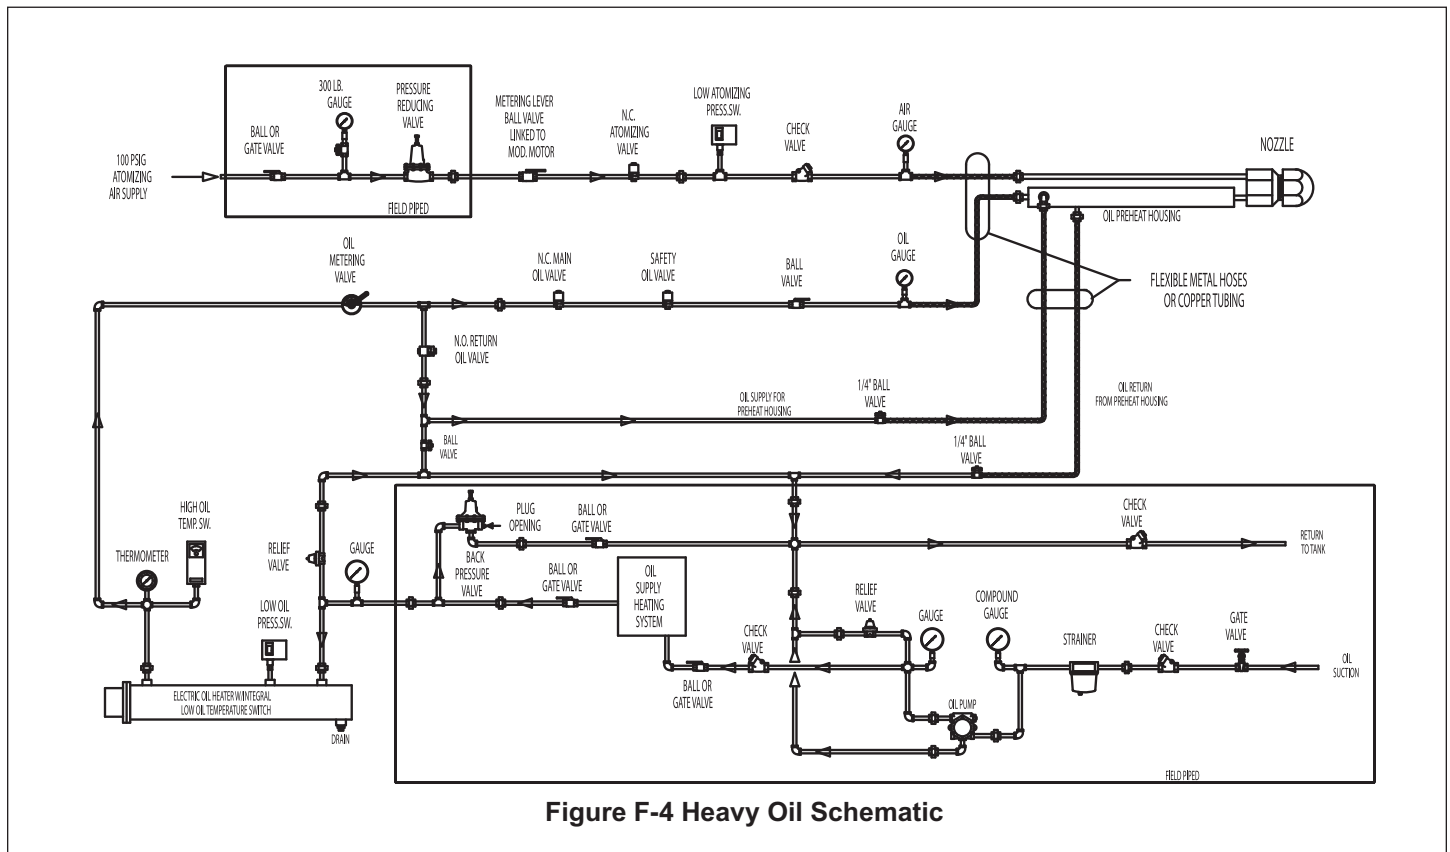 300 LB.
GAUGE
PRESSURE
REDUCING
VALVE
BALL OR
GATE VALVE
METERING LEVER
BALL VALVE
LINKED TO
MOD. MOTOR
N.C.
ATOMIZING
VALVE
LOW ATOMIZING
PRESS.SW.
CHECK
VALVE
AIR
GAUGE
NOZZLE
100 PSIG
ATOMIZING
AIR SUPPLY
FIELD PIPED
OIL PREHEAT HOUSING
OIL
METERING
VALVE
N.C. MAIN
OIL VALVE
SAFETY
OIL VALVE
BALL
VALVE
OIL
GAUGE
FLEXIBLE METAL HOSES
OR COPPER TUBING
N.O. RETURN
OIL VALVE
OIL SUPPLY FOR
PREHEAT HOUSING
1/4" BALL
VALVE
OIL RETURN
FROM PREHEAT HOUSING
BALL
VALVE
1/4" BALL
VALVE
HIGH OIL
TEMP. SW.
THERMOMETER
RELIEF
VALVE
GAUGE
PLUG
OPENING
BALL OR
GATE VALVE
CHECK
VALVE
RETURN
TO TANK
BACK
PRESSURE
VALVE
BALL OR
GATE VALVE
OIL
SUPPLY
HEATING
SYSTEM
LOW OIL
PRESS.SW.
RELIEF
VALVE
GAUGE
COMPOUND
GAUGE
STRAINER
CHECK
VALVE
GATE
VALVE
CHECK
VALVE
OIL
SUCTION
BALL OR
GATE VALVE
OIL PUMP
ELECTRIC OIL HEATER W/INTEGRAL
LOW OIL TEMPERATURE SWITCH
DRAIN
FIELD PIPED
Figure F-4 Heavy Oil Schematic